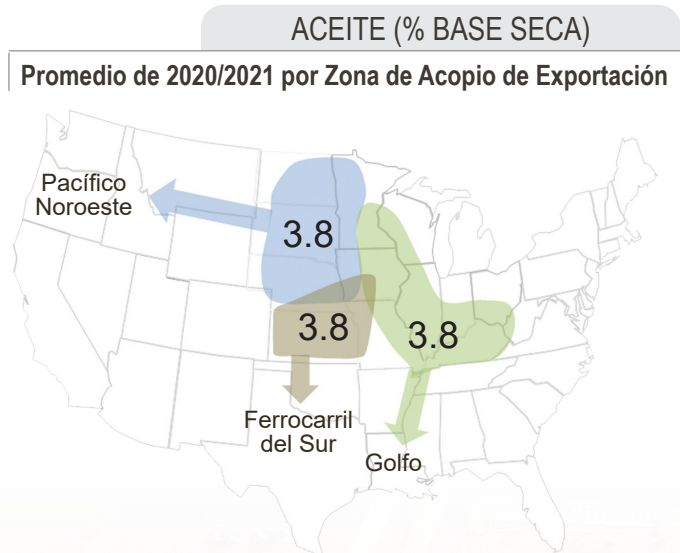 ACEITE (% BASE SECA)
Promedio de 2020/2021 por Zona de Acopio de Exportación
Pacífico
Noroeste
3.8
3.8
3.8
Ferrocarril
del Sur
Golfo